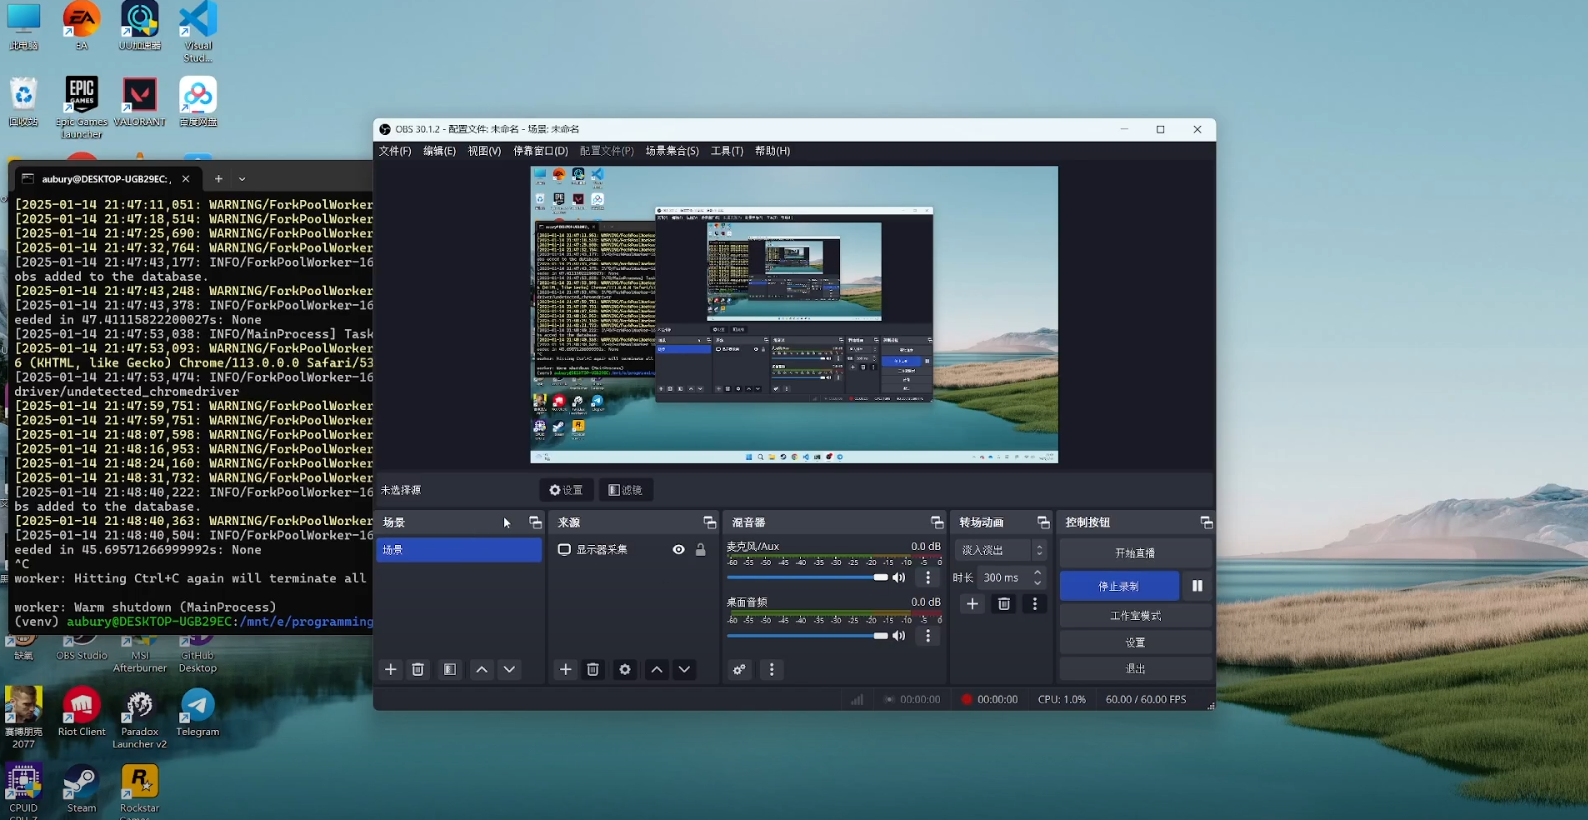 此电脑
EA
UU加速器
Visual
Stud...
回收站
Epic Games
Launcher
VALORANT
百度网盘
aubury@DESKTOP-UGB29EC: /
[2025-01-14 21:47:11,051: WARNING/ForkPoolWorker
[2025-01-14 21:47:18,514: WARNING/ForkPoolWorker
[2025-01-14 21:47:25,690: WARNING/ForkPoolWorker
[2025-01-14 21:47:32,764: WARNING/ForkPoolWorker
[2025-01-14 21:47:43,177: INFO/ForkPoolWorker-16
obs added to the database.
[2025-01-14 21:47:43,248: WARNING/ForkPoolWorker
[2025-01-14 21:47:43,378: INFO/ForkPoolWorker-16
eeded in 47.41115822200027s: None
[2025-01-14 21:47:53,038: INFO/MainProcess] Task
[2025-01-14 21:47:53,093: WARNING/ForkPoolWorker
6 (KHTML, like Gecko) Chrome/113.0.0.0 Safari/53
[2025-01-14 21:47:53,474: INFO/ForkPoolWorker-16
driver/undetected_chromedriver
[2025-01-14 21:47:59,751: WARNING/ForkPoolWorker
[2025-01-14 21:47:59,751: WARNING/ForkPoolWorker
[2025-01-14 21:48:07,598: WARNING/ForkPoolWorker
[2025-01-14 21:48:16,953: WARNING/ForkPoolWorker
[2025-01-14 21:48:24,160: WARNING/ForkPoolWorker
[2025-01-14 21:48:31,732: WARNING/ForkPoolWorker
[2025-01-14 21:48:40,222: INFO/ForkPoolWorker-16
bs added to the database.
[2025-01-14 21:48:40,363: WARNING/ForkPoolWorker
[2025-01-14 21:48:40,504: INFO/ForkPoolWorker-16
eeded in 45.69571266999992s: None
^C
worker: Hitting Ctrl+C again will terminate all
worker: Warm shutdown (MainProcess)
(venv) aubury@DESKTOP-UGB29EC:/mnt/e/programming
OBS Studio
MSI
Afterburner
GitHub
Desktop
赛博朋克
2077
Riot Client
Paradox
Launcher v2
Telegram
CPUID
CPU-Z
Steam
Rockstar
Games...
OBS 30.1.2 - 配置文件: 未命名 - 场景: 未命名
文件(F) 编辑(E) 视图(V) 停靠窗口(D) 配置文件(P) 场景集合(S) 工具(T) 帮助(H)
未选择源 设置 滤镜
场景
场景
来源
显示器采集
混音器
麦克风/Aux 0.0 dB
-60 -55 -50 -45 -40 -35 -30 -25 -20 -15 -10 -5 0
桌面音频 0.0 dB
-60 -55 -50 -45 -40 -35 -30 -25 -20 -15 -10 -5 0
转场动画
淡入淡出
时长 300 ms
控制按钮
开始直播
停止录制
工作室模式
设置
退出
00:00:00 00:00:00 CPU: 1.0% 60.00 / 60.00 FPS